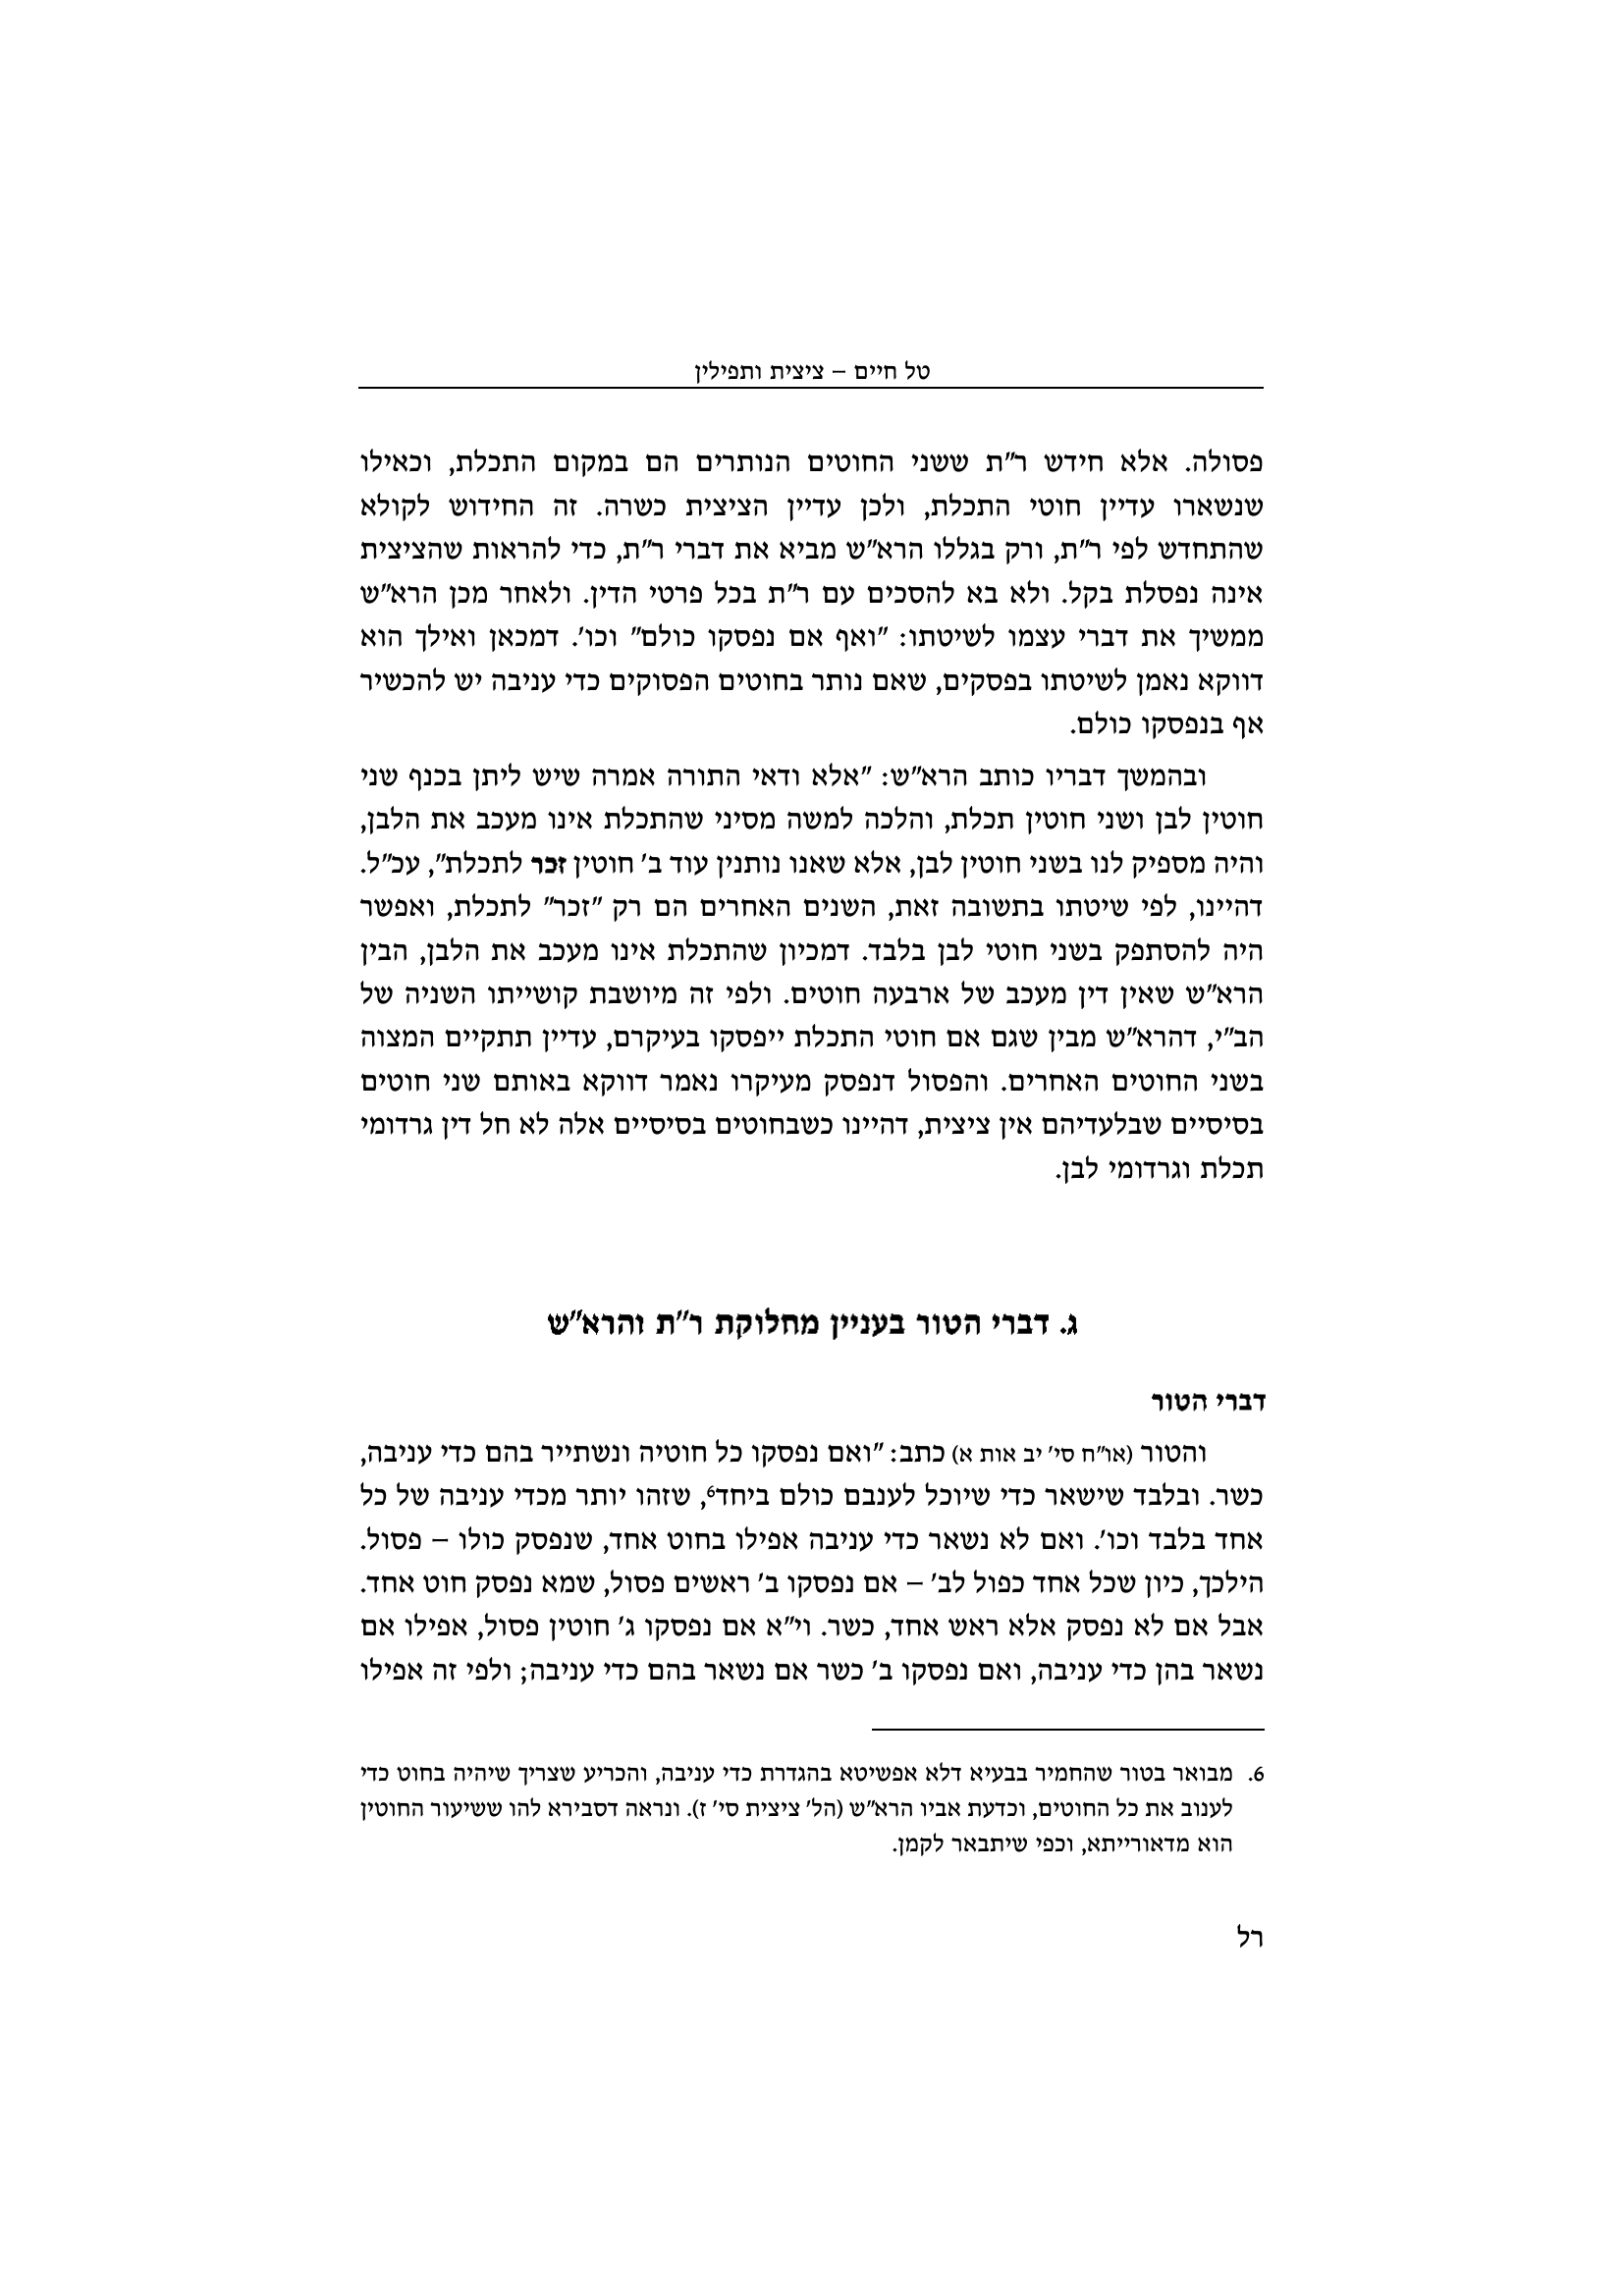 טל חיים – ציצית ותפילין
פסולה. אלא חידש ר"ת ששני החוטים הנותרים הם במקום התכלת, וכאילו
שנשארו עדיין חוטי התכלת, ולכן עדיין הציצית כשרה. זה החידוש לקולא
שהתחדש לפי ר"ת, ורק בגללו הרא"ש מביא את דברי ר"ת, כדי להראות שהציצית
אינה נפסלת בקל. ולא בא להסכים עם ר"ת בכל פרטי הדין. ולאחר מכן הרא"ש
ממשיך את דברי עצמו לשיטתו: "ואף אם נפסקו כולם" וכו'. דמכאן ואילך הוא
דווקא נאמן לשיטתו בפסקים, שאם נותר בחוטים הפסוקים כדי עניבה יש להכשיר
אף בנפסקו כולם.
ובהמשך דבריו כותב הרא"ש: "אלא ודאי התורה אמרה שיש ליתן בכנף שני
חוטין לבן ושני חוטין תכלת, והלכה למשה מסיני שהתכלת אינו מעכב את הלבן,
והיה מספיק לנו בשני חוטין לבן, אלא שאנו נותנין עוד ב' חוטין זכר לתכלת", עכ"ל.
דהיינו, לפי שיטתו בתשובה זאת, השנים האחרים הם רק "זכר" לתכלת, ואפשר
היה להסתפק בשני חוטי לבן בלבד. דמכיון שהתכלת אינו מעכב את הלבן, הבין
הרא"ש שאין דין מעכב של ארבעה חוטים. ולפי זה מיושבת קושייתו השניה של
הב"י, דהרא"ש מבין שגם אם חוטי התכלת ייפסקו בעיקרם, עדיין תתקיים המצוה
בשני החוטים האחרים. והפסול דנפסק מעיקרו נאמר דווקא באותם שני חוטים
בסיסיים שבלעדיהם אין ציצית, דהיינו כשבחוטים בסיסיים אלה לא חל דין גרדומי
תכלת וגרדומי לבן.
ג. דברי הטור בעניין מחלוקת ר"ת והרא"ש
דברי הטור
והטור (או"ח סי' יב אות א) כתב: "ואם נפסקו כל חוטיה ונשתייר בהם כדי עניבה,
כשר. ובלבד שישאר כדי שיוכל לענבם כולם ביחד6, שזהו יותר מכדי עניבה של כל
אחד בלבד וכו'. ואם לא נשאר כדי עניבה אפילו בחוט אחד, שנפסק כולו – פסול.
הילכך, כיון שכל אחד כפול לב' – אם נפסקו ב' ראשים פסול, שמא נפסק חוט אחד.
אבל אם לא נפסק אלא ראש אחד, כשר. וי"א אם נפסקו ג' חוטין פסול, אפילו אם
נשאר בהן כדי עניבה, ואם נפסקו ב' כשר אם נשאר בהם כדי עניבה; ולפי זה אפילו
6. מבואר בטור שהחמיר בבעיא דלא אפשיטא בהגדרת כדי עניבה, והכריע שצריך שיהיה בחוט כדי
לענוב את כל החוטים, וכדעת אביו הרא"ש (הל' ציצית סי' ז). ונראה דסבירא להו ששיעור החוטין
הוא מדאורייתא, וכפי שיתבאר לקמן.
רל